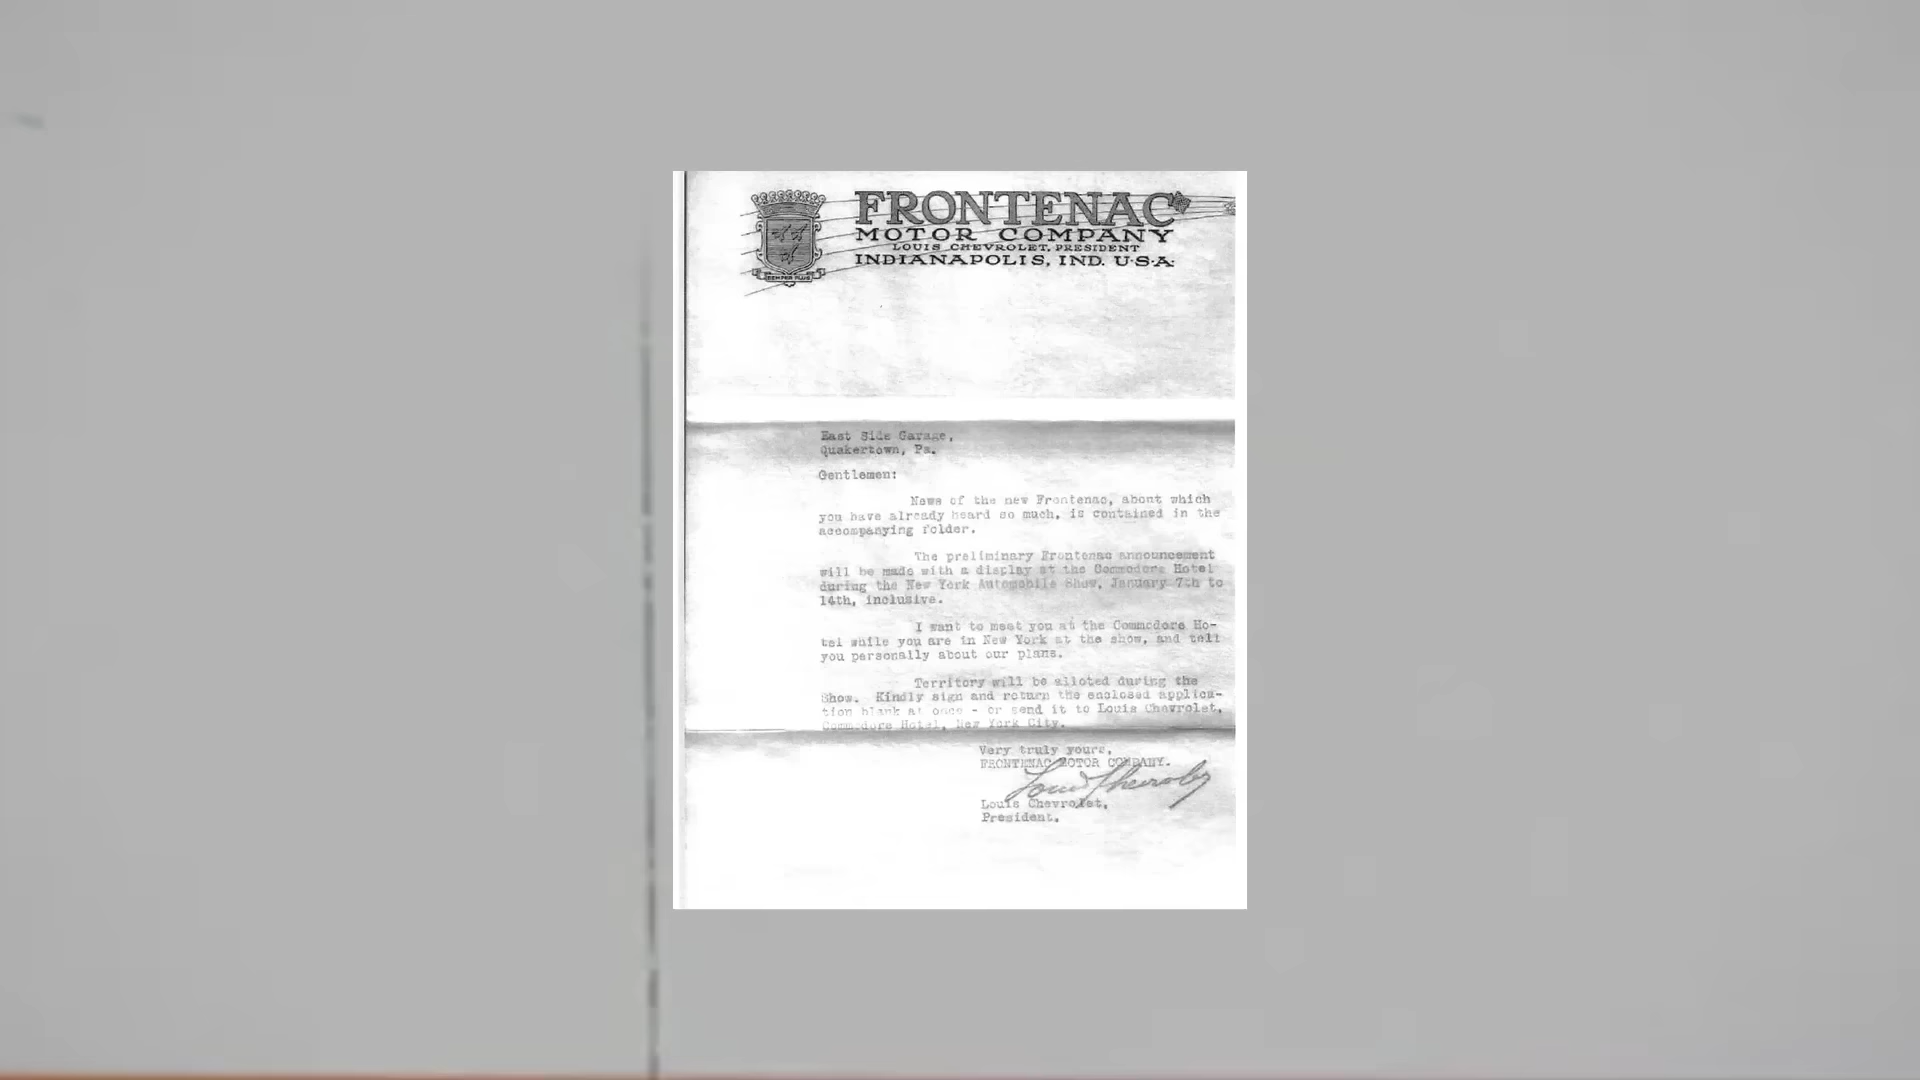 FRONTENAC
MOTOR COMPANY
LOUIS CHEVROLET, PRESIDENT
INDIANAPOLIS, IND. U·S·A·
SEMPER PLUS
East Side Garage,
Quakertown, Pa.
Gentlemen:
News of the new Frontenac, about which
you have already heard so much, is contained in the
accompanying folder.
The preliminary Frontenac announcement
will be made with a display at the Commodore Hotel
during the New York Automobile Show, January 7th to
14th, inclusive.
I want to meet you at the Commodore Ho-
tel while you are in New York at the show, and tell
you personally about our plans.
Territory will be alloted during the
Show. Kindly sign and return the enclosed applica-
tion blank at once - or send it to Louis Chevrolet,
Commodore Hotel, New York City.
Very truly yours,
FRONTENAC MOTOR COMPANY.
Louis Chevrolet
Louis Chevrolet,
President.